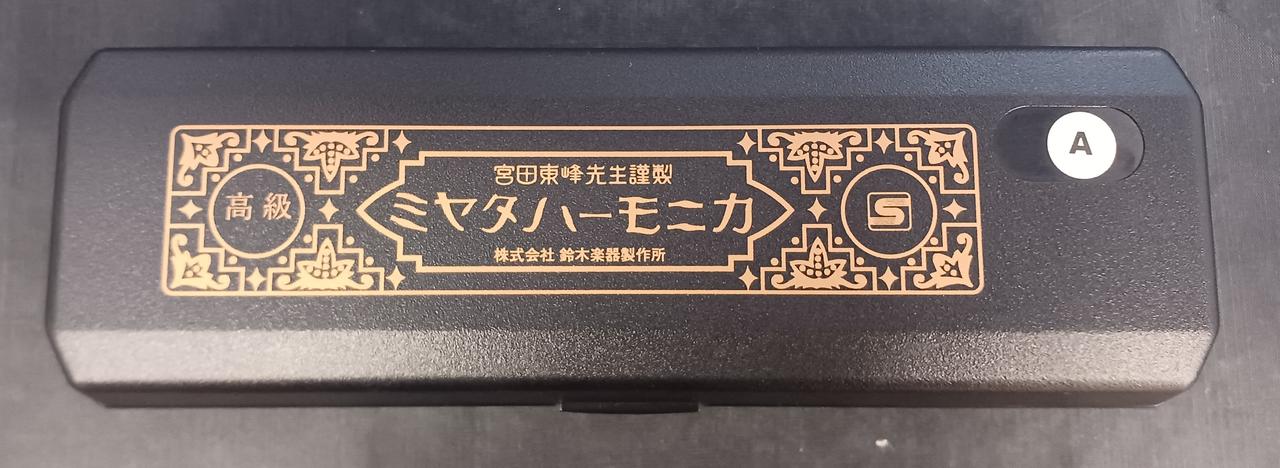 高級
宮田東峰先生謹製
ミヤタハーモニカ
株式会社 鈴木楽器製作所
S
A